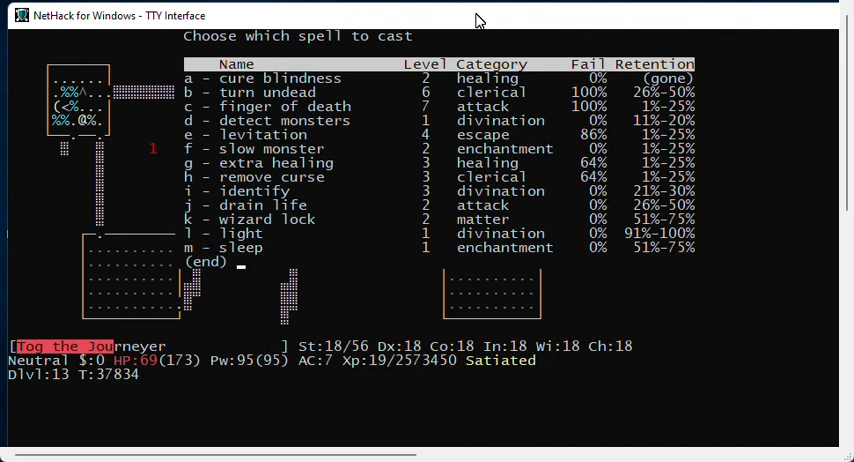 NetHack for Windows - TTY Interface
Choose which spell to cast
Name Level Category Fail Retention
a - cure blindness 2 healing 0% (gone)
b - turn undead 6 clerical 100% 26%-50%
c - finger of death 7 attack 100% 1%-25%
d - detect monsters 1 divination 0% 11%-20%
e - levitation 4 escape 86% 1%-25%
f - slow monster 2 enchantment 0% 1%-25%
g - extra healing 3 healing 64% 1%-25%
h - remove curse 3 clerical 64% 1%-25%
i - identify 3 divination 0% 21%-30%
j - drain life 2 attack 0% 26%-50%
k - wizard lock 2 matter 0% 51%-75%
l - light 1 divination 0% 91%-100%
m - sleep 1 enchantment 0% 51%-75%
(end)
[Tog the Journeyer ] St:18/56 Dx:18 Co:18 In:18 Wi:18 Ch:18
Neutral $:0 HP:69(173) Pw:95(95) AC:7 Xp:19/2573450 Satiated
Dlvl:13 T:37834